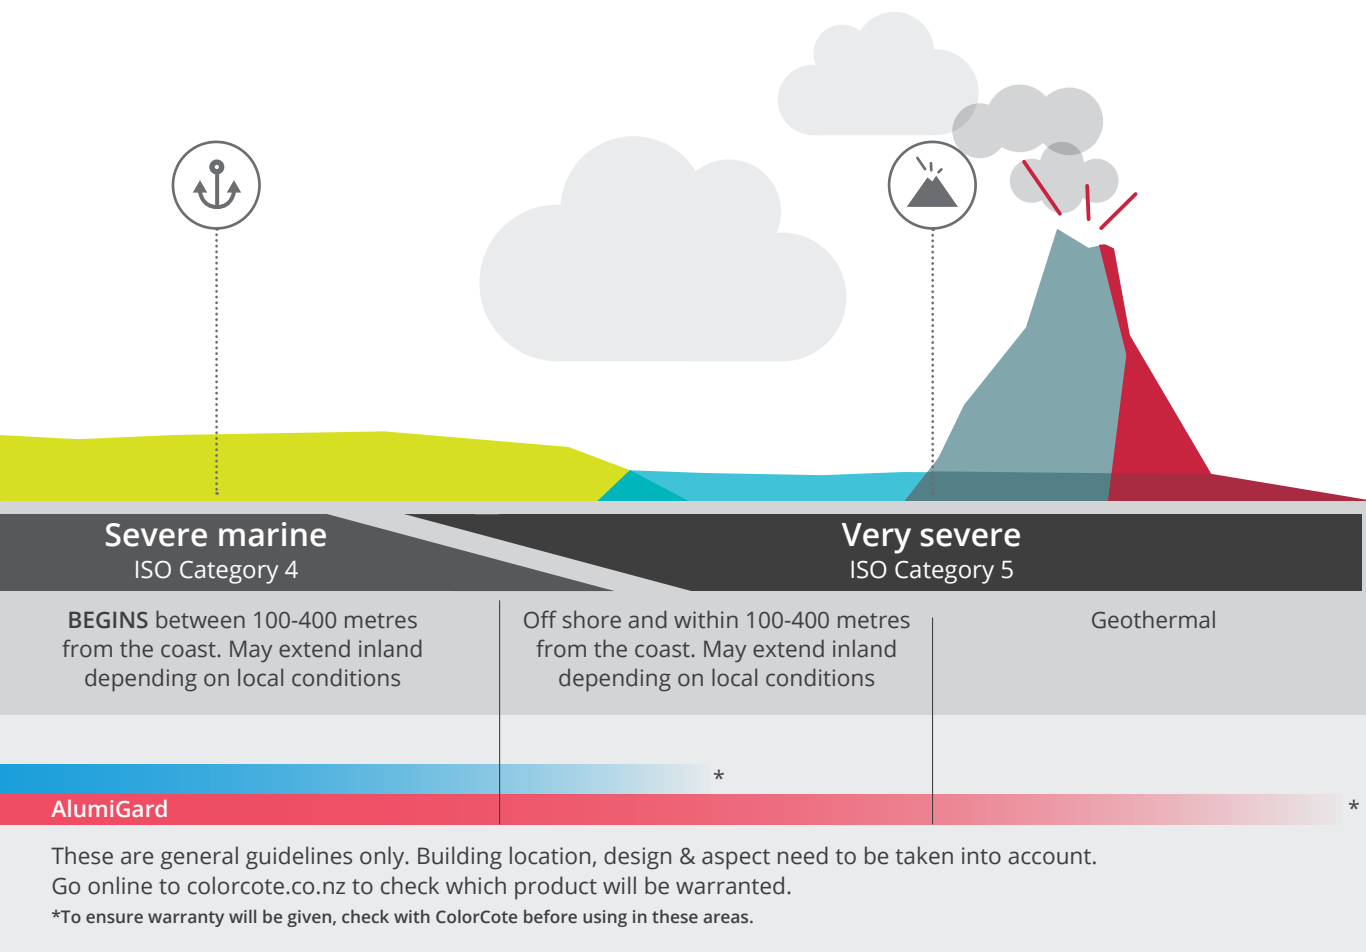 Severe marine
ISO Category 4
Very severe
ISO Category 5
BEGINS between 100-400 metres
from the coast. May extend inland
depending on local conditions
Off shore and within 100-400 metres
from the coast. May extend inland
depending on local conditions
Geothermal
*
AlumiGard
*
These are general guidelines only. Building location, design & aspect need to be taken into account.
Go online to colorcote.co.nz to check which product will be warranted.
*To ensure warranty will be given, check with ColorCote before using in these areas.